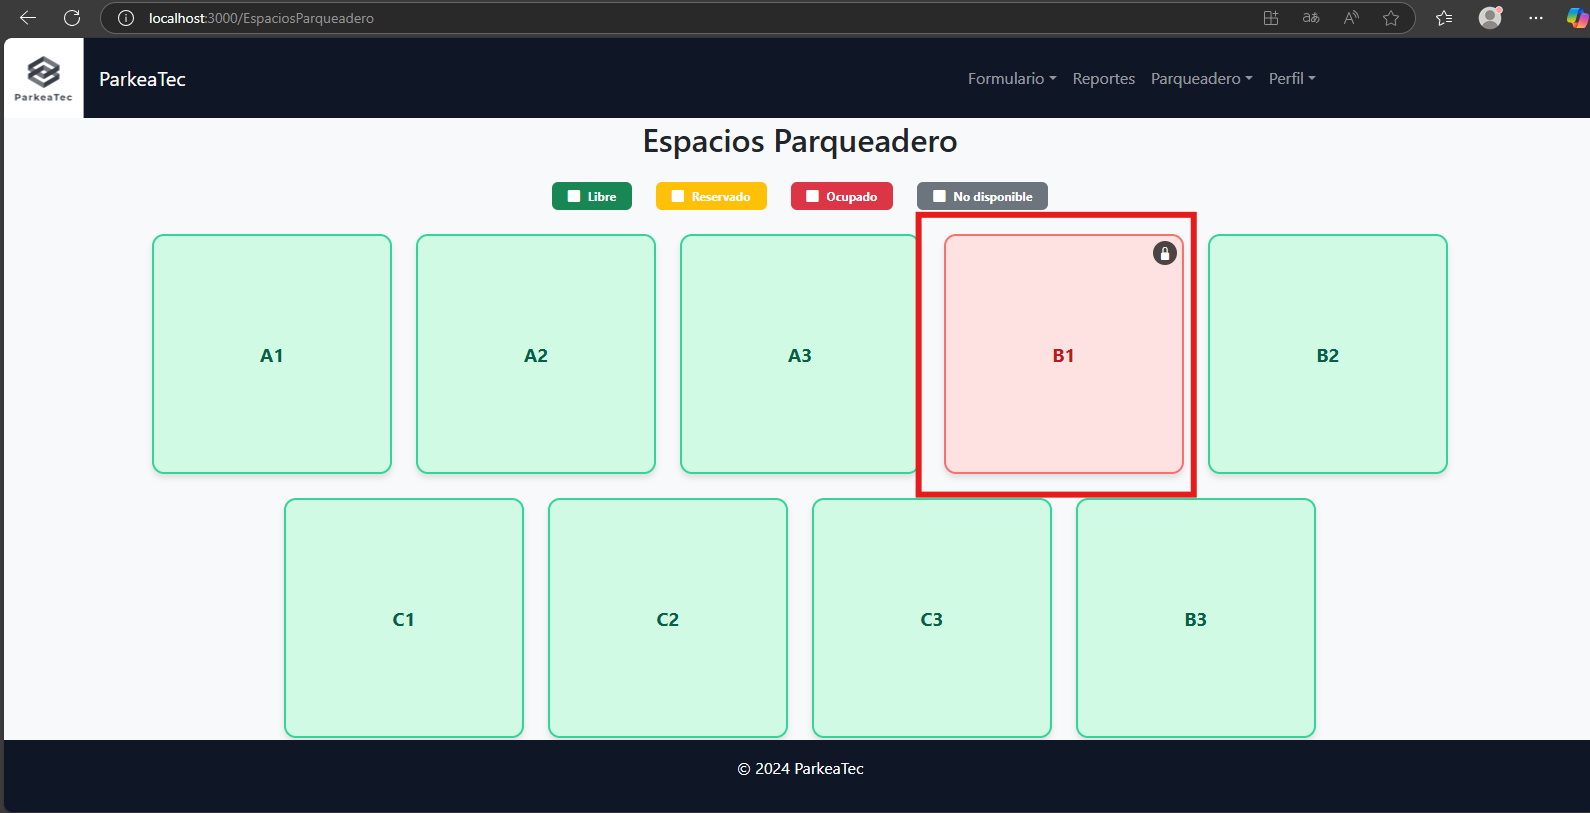 localhost:3000/EspaciosParqueadero
ParkeaTec
ParkeaTec
Formulario Reportes Parqueadero Perfil
Espacios Parqueadero
Libre Reservado Ocupado No disponible
A1 A2 A3 B1 B2
C1 C2 C3 B3
© 2024 ParkeaTec